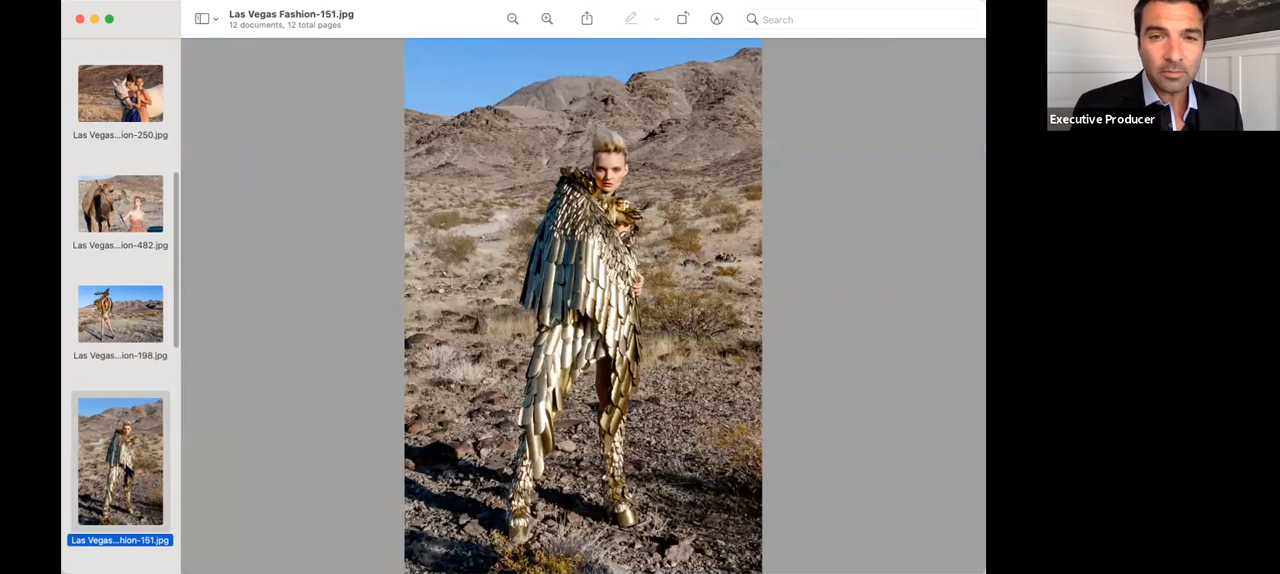 Las Vegas Fashion-151.jpg
12 documents, 12 total pages
Search
Las Vegas...ion-250.jpg
Las Vegas...ion-482.jpg
Las Vegas...ion-198.jpg
Las Vegas...hion-151.jpg
Executive Producer